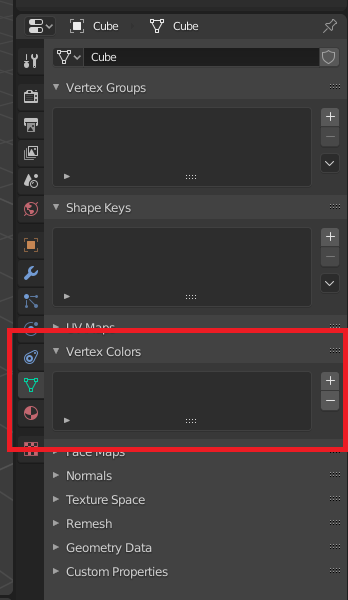 Cube Cube
Cube
Vertex Groups
Shape Keys
UV Maps
Vertex Colors
Face Maps
Normals
Texture Space
Remesh
Geometry Data
Custom Properties